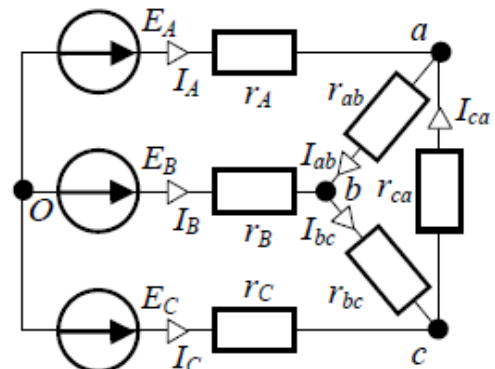 E_A a
I_A r_A r_ab I_ca
E_B I_ab b r_ca
O I_B r_B I_bc
E_C r_C r_bc
I_C c